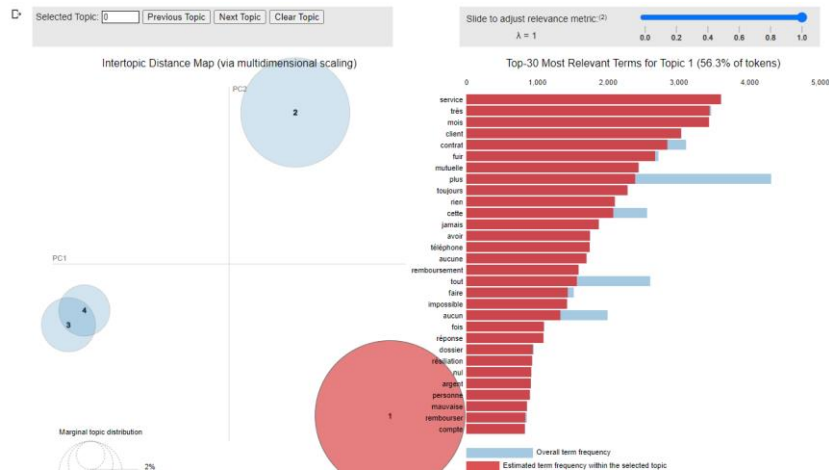 Selected Topic: 0 Previous Topic Next Topic Clear Topic
Slide to adjust relevance metric:(2)
λ = 1
0.0 0.2 0.4 0.6 0.8 1.0
Intertopic Distance Map (via multidimensional scaling)
PC2
PC1
2
4
3
1
Marginal topic distribution
2%
Top-30 Most Relevant Terms for Topic 1 (56.3% of tokens)
0 1,000 2,000 3,000 4,000 5,000
service
très
mois
client
contrat
fuir
mutuelle
plus
toujours
rien
cette
jamais
avoir
téléphone
aucune
remboursement
tout
faire
impossible
aucun
fois
réponse
dossier
résiliation
nul
argent
personne
mauvaise
rembourser
compte
Overall term frequency
Estimated term frequency within the selected topic